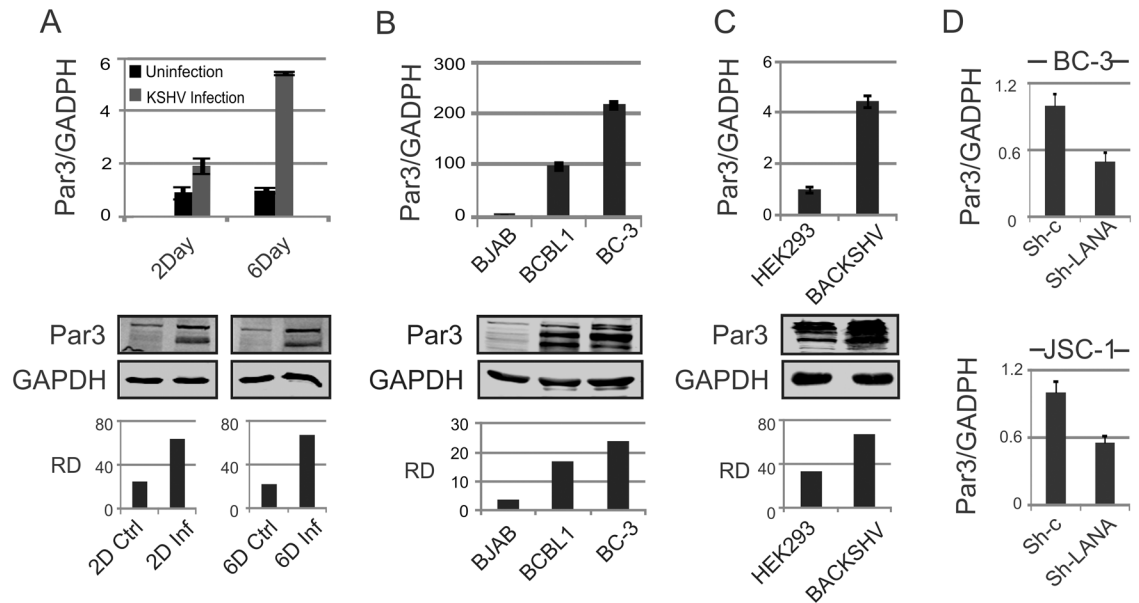 A
Par3/GADPH
6
4
2
0
Uninfection
KSHV Infection
2Day
6Day
Par3
GAPDH
RD
80
40
0
2D Ctrl
2D Inf
80
40
0
6D Ctrl
6D Inf
B
Par3/GADPH
300
200
100
0
BJAB
BCBL1
BC-3
Par3
GAPDH
RD
30
20
10
0
BJAB
BCBL1
BC-3
C
Par3/GADPH
6
4
2
0
HEK293
BACKSHV
Par3
GAPDH
RD
80
40
0
HEK293
BACKSHV
D
BC-3
Par3/GADPH
1.2
0.6
0
Sh-c
Sh-LANA
JSC-1
Par3/GADPH
1.2
0.6
0
Sh-c
Sh-LANA